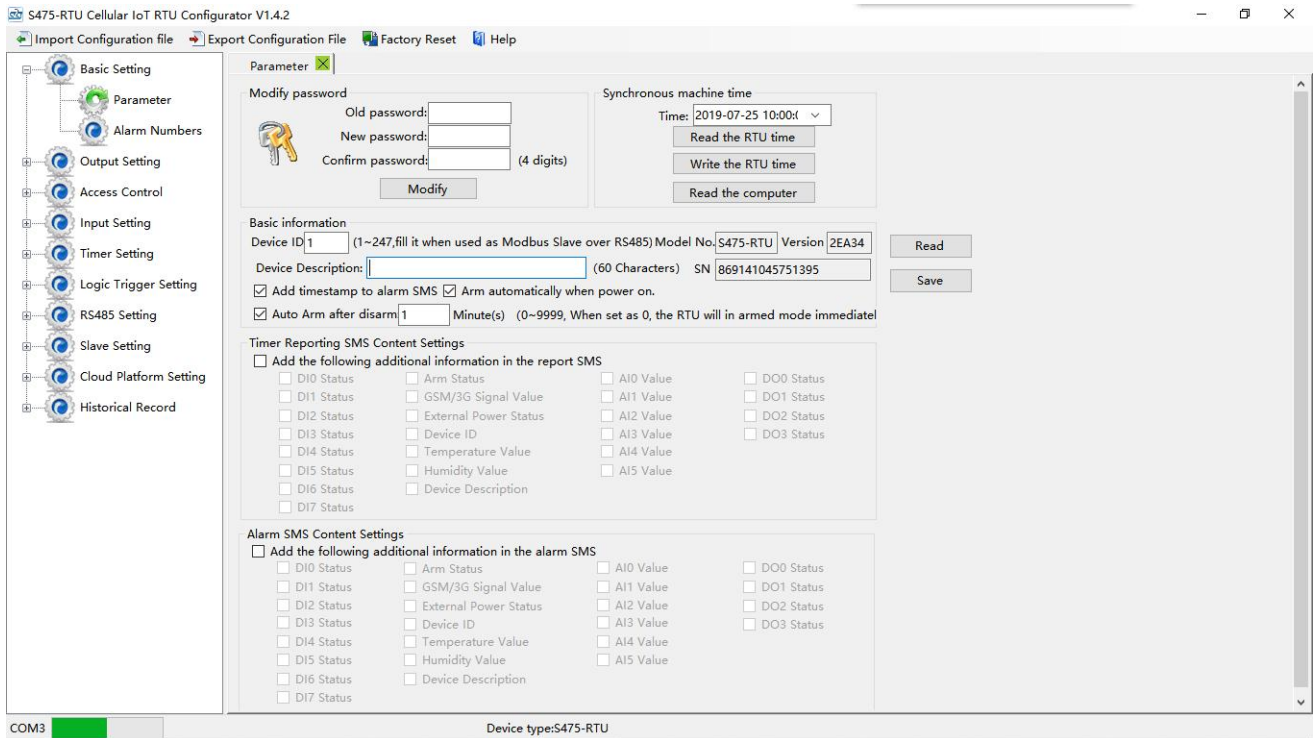 S475-RTU Cellular IoT RTU Configurator V1.4.2
Import Configuration file Export Configuration File Factory Reset Help
Basic Setting
Parameter
Alarm Numbers
Output Setting
Access Control
Input Setting
Timer Setting
Logic Trigger Setting
RS485 Setting
Slave Setting
Cloud Platform Setting
Historical Record
Parameter
Modify password
Old password:
New password:
Confirm password: (4 digits)
Modify
Synchronous machine time
Time: 2019-07-25 10:00:(
Read the RTU time
Write the RTU time
Read the computer
Basic information
Device ID 1 (1~247,fill it when used as Modbus Slave over RS485) Model No. S475-RTU Version 2EA34
Device Description: (60 Characters) SN 869141045751395
Add timestamp to alarm SMS Arm automatically when power on.
Auto Arm after disarm 1 Minute(s) (0~9999, When set as 0, the RTU will in armed mode immediatel
Read
Save
Timer Reporting SMS Content Settings
Add the following additional information in the report SMS
DI0 Status Arm Status AI0 Value DO0 Status
DI1 Status GSM/3G Signal Value AI1 Value DO1 Status
DI2 Status External Power Status AI2 Value DO2 Status
DI3 Status Device ID AI3 Value DO3 Status
DI4 Status Temperature Value AI4 Value
DI5 Status Humidity Value AI5 Value
DI6 Status Device Description
DI7 Status
Alarm SMS Content Settings
Add the following additional information in the alarm SMS
DI0 Status Arm Status AI0 Value DO0 Status
DI1 Status GSM/3G Signal Value AI1 Value DO1 Status
DI2 Status External Power Status AI2 Value DO2 Status
DI3 Status Device ID AI3 Value DO3 Status
DI4 Status Temperature Value AI4 Value
DI5 Status Humidity Value AI5 Value
DI6 Status Device Description
DI7 Status
COM3 Device type:S475-RTU